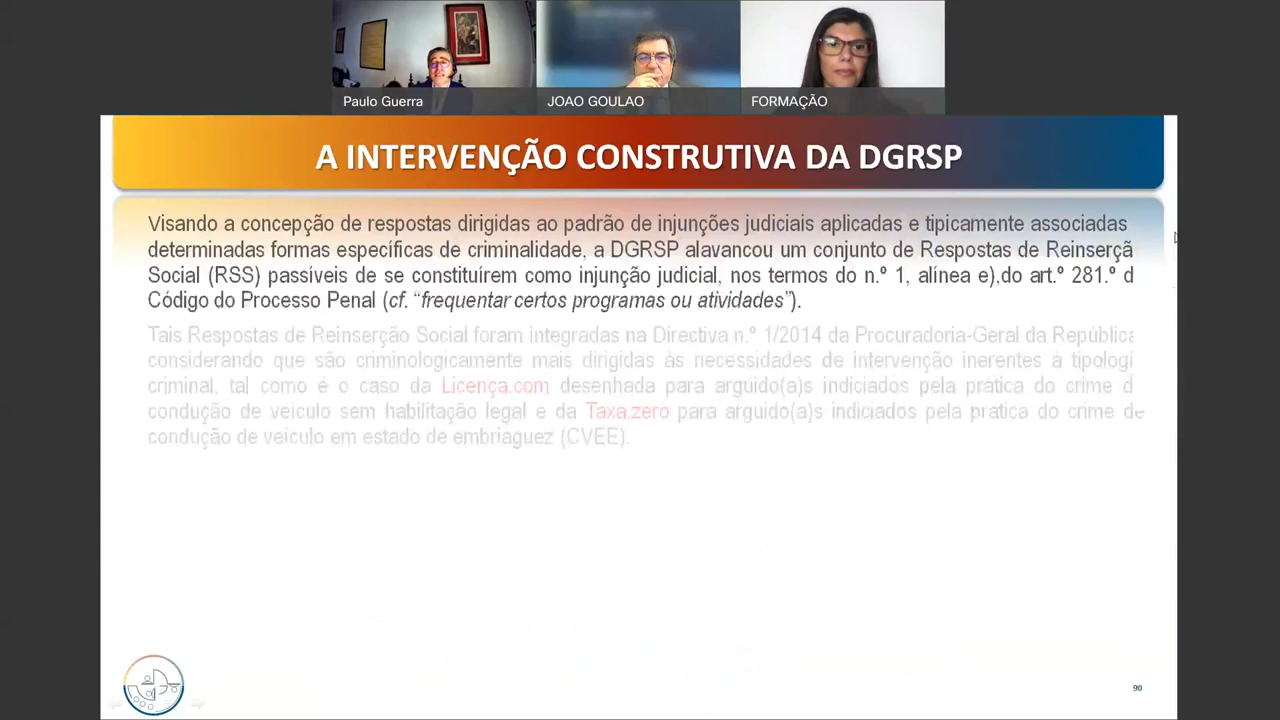 Paulo Guerra
JOAO GOULAO
FORMAÇÃO
A INTERVENÇÃO CONSTRUTIVA DA DGRSP
Visando a concepção de respostas dirigidas ao padrão de injunções judiciais aplicadas e tipicamente associadas
determinadas formas específicas de criminalidade, a DGRSP alavancou um conjunto de Respostas de Reinserçã
Social (RSS) passíveis de se constituírem como injunção judicial, nos termos do n.º 1, alínea e),do art.º 281.º d
Código do Processo Penal (cf. “frequentar certos programas ou atividades”).
Tais Respostas de Reinserção Social foram integradas na Directiva n.º 1/2014 da Procuradoria-Geral da República
considerando que são criminologicamente mais dirigidas às necessidades de intervenção inerentes à tipologi
criminal, tal como é o caso da Licença.com desenhada para arguido(a)s indiciados pela prática do crime d
condução de veículo sem habilitação legal e da Taxa.zero para arguido(a)s indiciados pela pratica do crime de
condução de veículo em estado de embriaguez (CVEE).
90